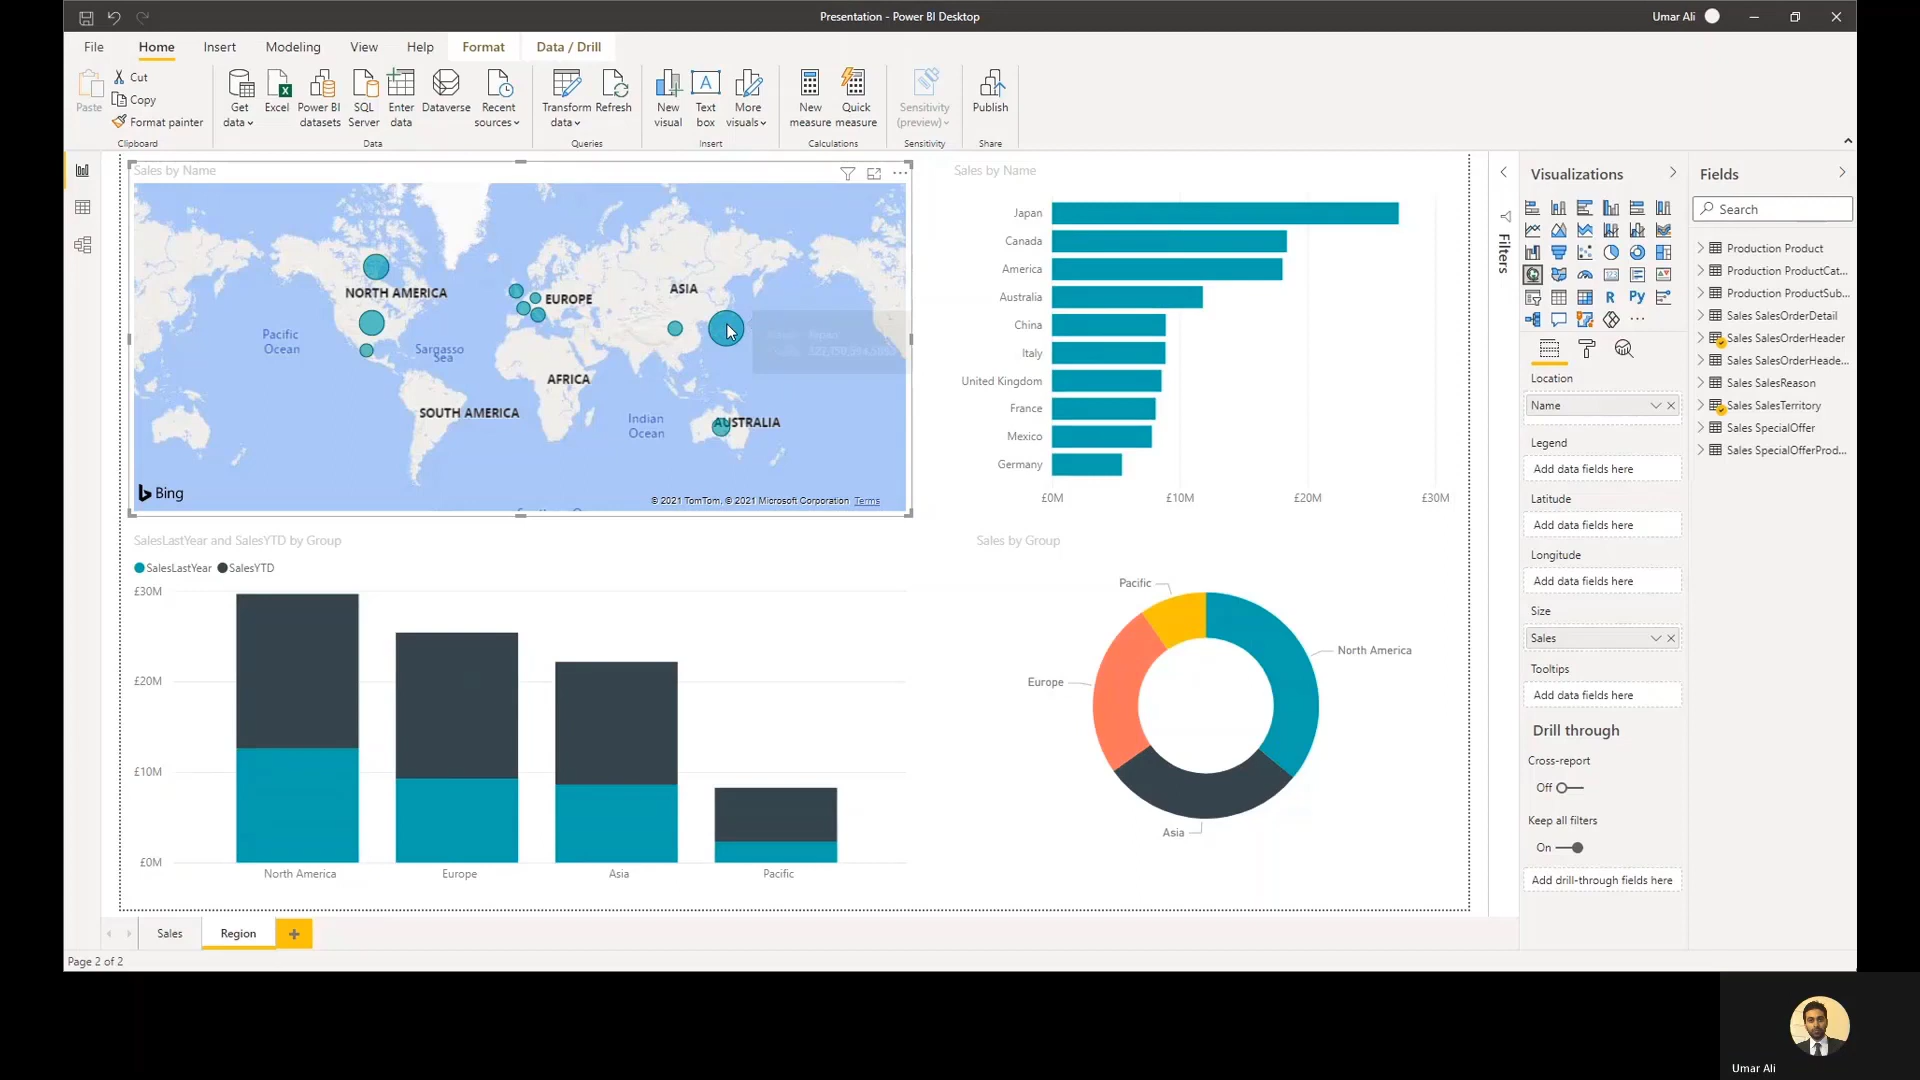 Presentation - Power BI Desktop
Umar Ali
File
Home
Insert
Modeling
View
Help
Format
Data / Drill
Paste
Cut
Copy
Format painter
Clipboard
Get data
Excel
Power BI datasets
SQL Server
Enter data
Dataverse
Recent sources
Data
Transform data
Refresh
Queries
New visual
Text box
More visuals
Insert
New measure
Quick measure
Calculations
Sensitivity (preview)
Sensitivity
Publish
Share
Sales by Name
NORTH AMERICA
EUROPE
ASIA
Pacific Ocean
Sargasso Sea
AFRICA
SOUTH AMERICA
Indian Ocean
AUSTRALIA
Bing
© 2021 TomTom, © 2021 Microsoft Corporation Terms
Sales by Name
Japan
Canada
America
Australia
China
Italy
United Kingdom
France
Mexico
Germany
£0M
£10M
£20M
£30M
SalesLastYear and SalesYTD by Group
SalesLastYear
SalesYTD
£30M
£20M
£10M
£0M
North America
Europe
Asia
Pacific
Sales by Group
Pacific
North America
Europe
Asia
Filters
Visualizations
R
Py
Location
Name
Legend
Add data fields here
Latitude
Add data fields here
Longitude
Add data fields here
Size
Sales
Tooltips
Add data fields here
Drill through
Cross-report
Off
Keep all filters
On
Add drill-through fields here
Fields
Search
Production Product
Production ProductCat...
Production ProductSub...
Sales SalesOrderDetail
Sales SalesOrderHeader
Sales SalesOrderHeade...
Sales SalesReason
Sales SalesTerritory
Sales SpecialOffer
Sales SpecialOfferProd...
Sales
Region
Page 2 of 2
Umar Ali